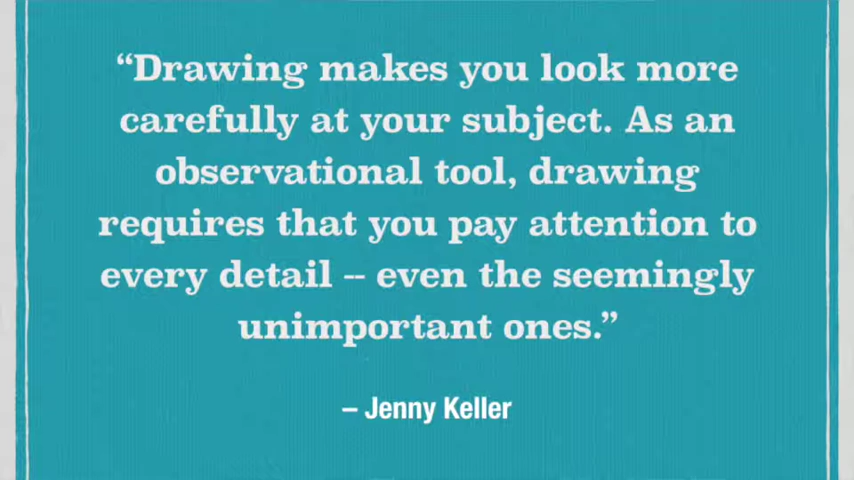 “Drawing makes you look more
carefully at your subject. As an
observational tool, drawing
requires that you pay attention to
every detail -- even the seemingly
unimportant ones.”
– Jenny Keller